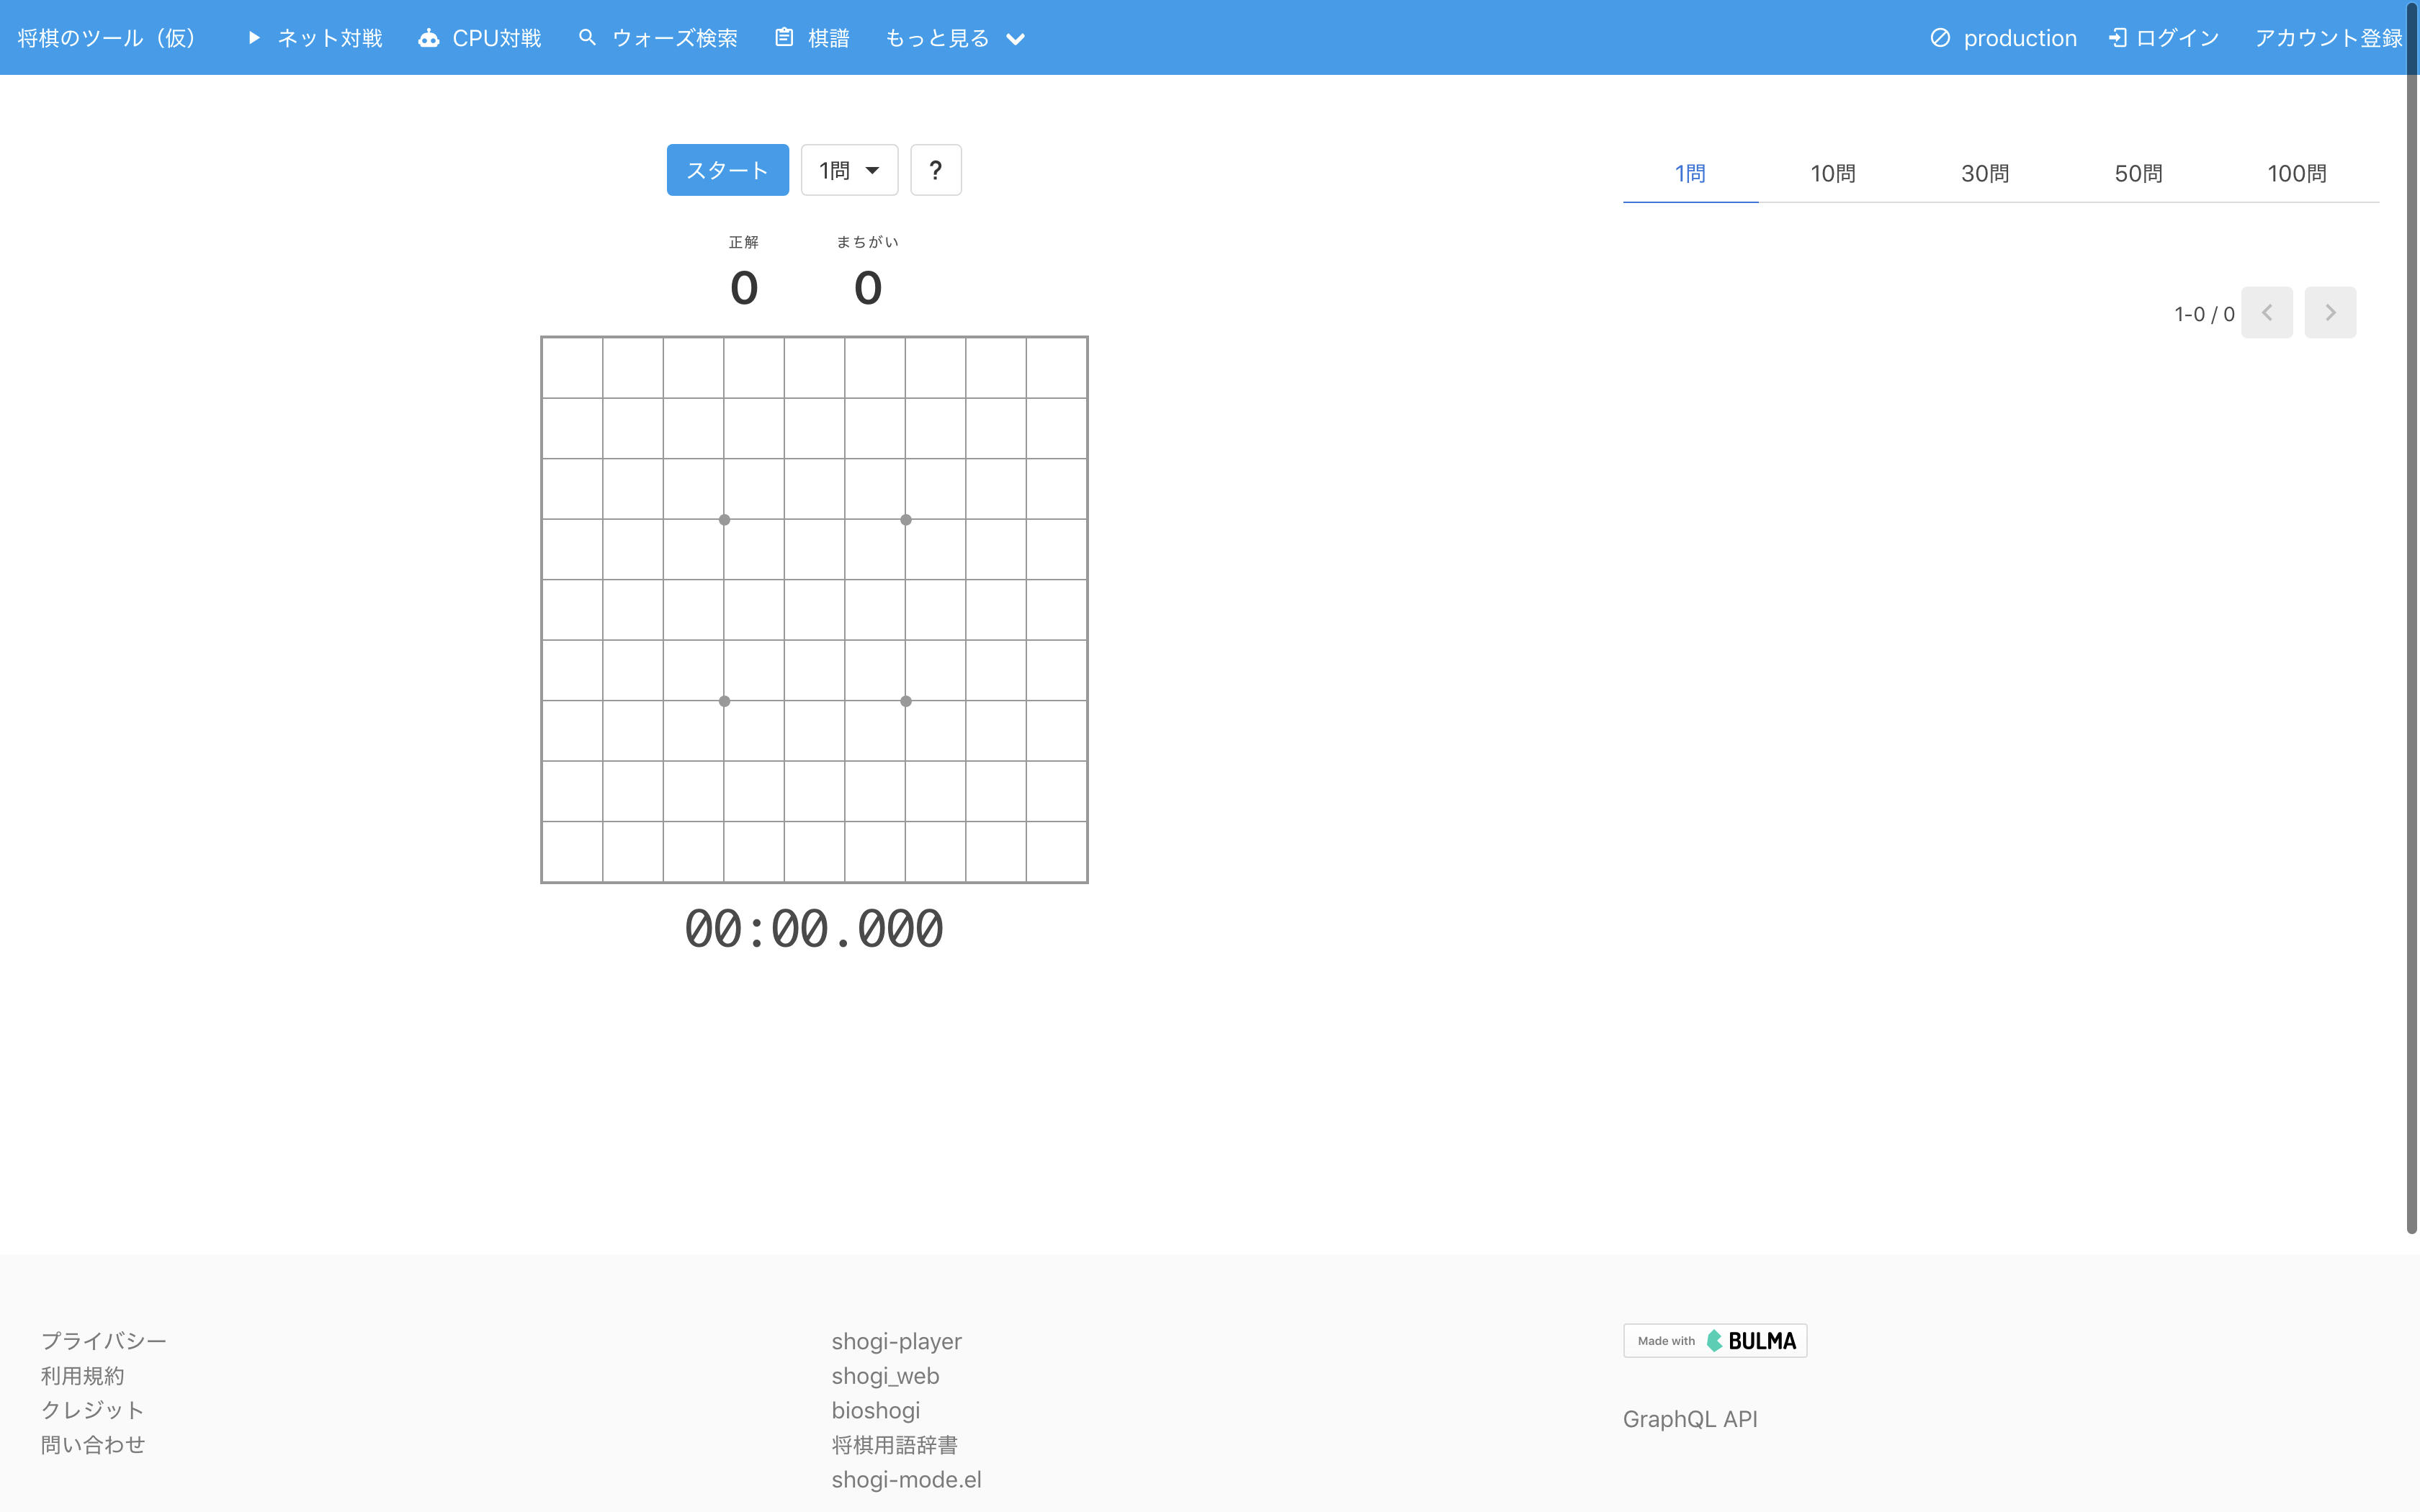 将棋のツール（仮） ネット対戦 CPU対戦 ウォーズ検索 棋譜 もっと見る production ログイン アカウント登録
スタート 1問 ?
1問 10問 30問 50問 100問
正解 まちがい
0 0
1-0 / 0
00:00.000
プライバシー
利用規約
クレジット
問い合わせ
shogi-player
shogi_web
bioshogi
将棋用語辞書
shogi-mode.el
Made with BULMA
GraphQL API